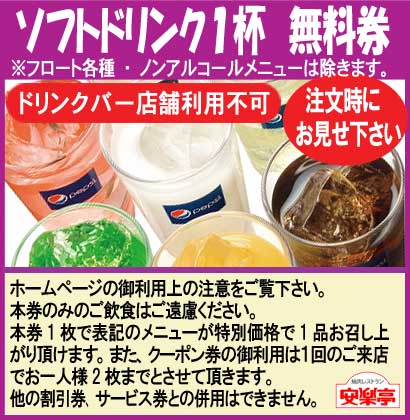 ソフトドリンク1杯 無料券
※フロート各種・ノンアルコールメニューは除きます。
ドリンクバー店舗利用不可
注文時に
お見せ下さい
pepsi
pepsi
ホームページの御利用上の注意をご覧下さい。
本券のみのご飲食はご遠慮ください。
本券1枚で表記のメニューが特別価格で1品お召し上
がり頂けます。また、クーポン券の御利用は1回のご来店
でお一人様2枚までとさせて頂きます。
他の割引券、サービス券との併用はできません。
焼肉レストラン
安楽亭